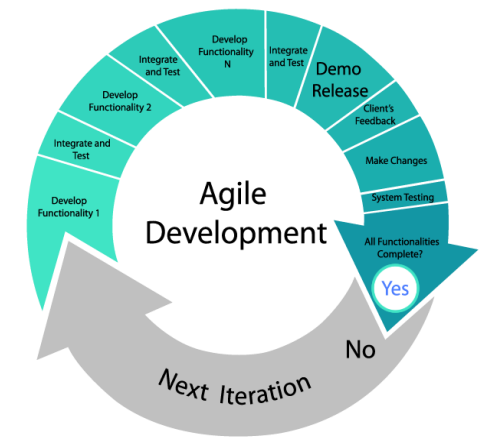 Agile
Development
Develop
Functionality 1
Integrate and
Test
Develop
Functionality 2
Integrate
and Test
Develop
Functionality
N
Integrate
and Test
Demo
Release
Client's
Feedback
Make Changes
System Testing
All Functionalities
Complete?
Yes
No
Next Iteration